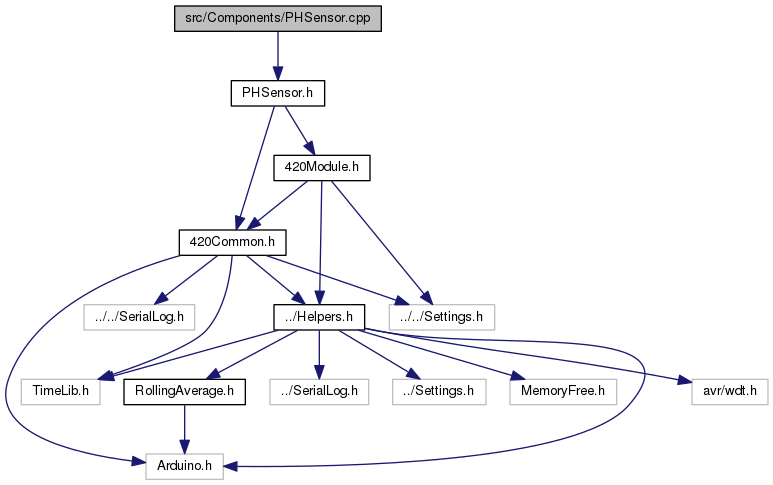 src/Components/PHSensor.cpp
PHSensor.h
420Module.h
420Common.h
../../SerialLog.h
../Helpers.h
../../Settings.h
TimeLib.h
RollingAverage.h
../SerialLog.h
../Settings.h
MemoryFree.h
avr/wdt.h
Arduino.h